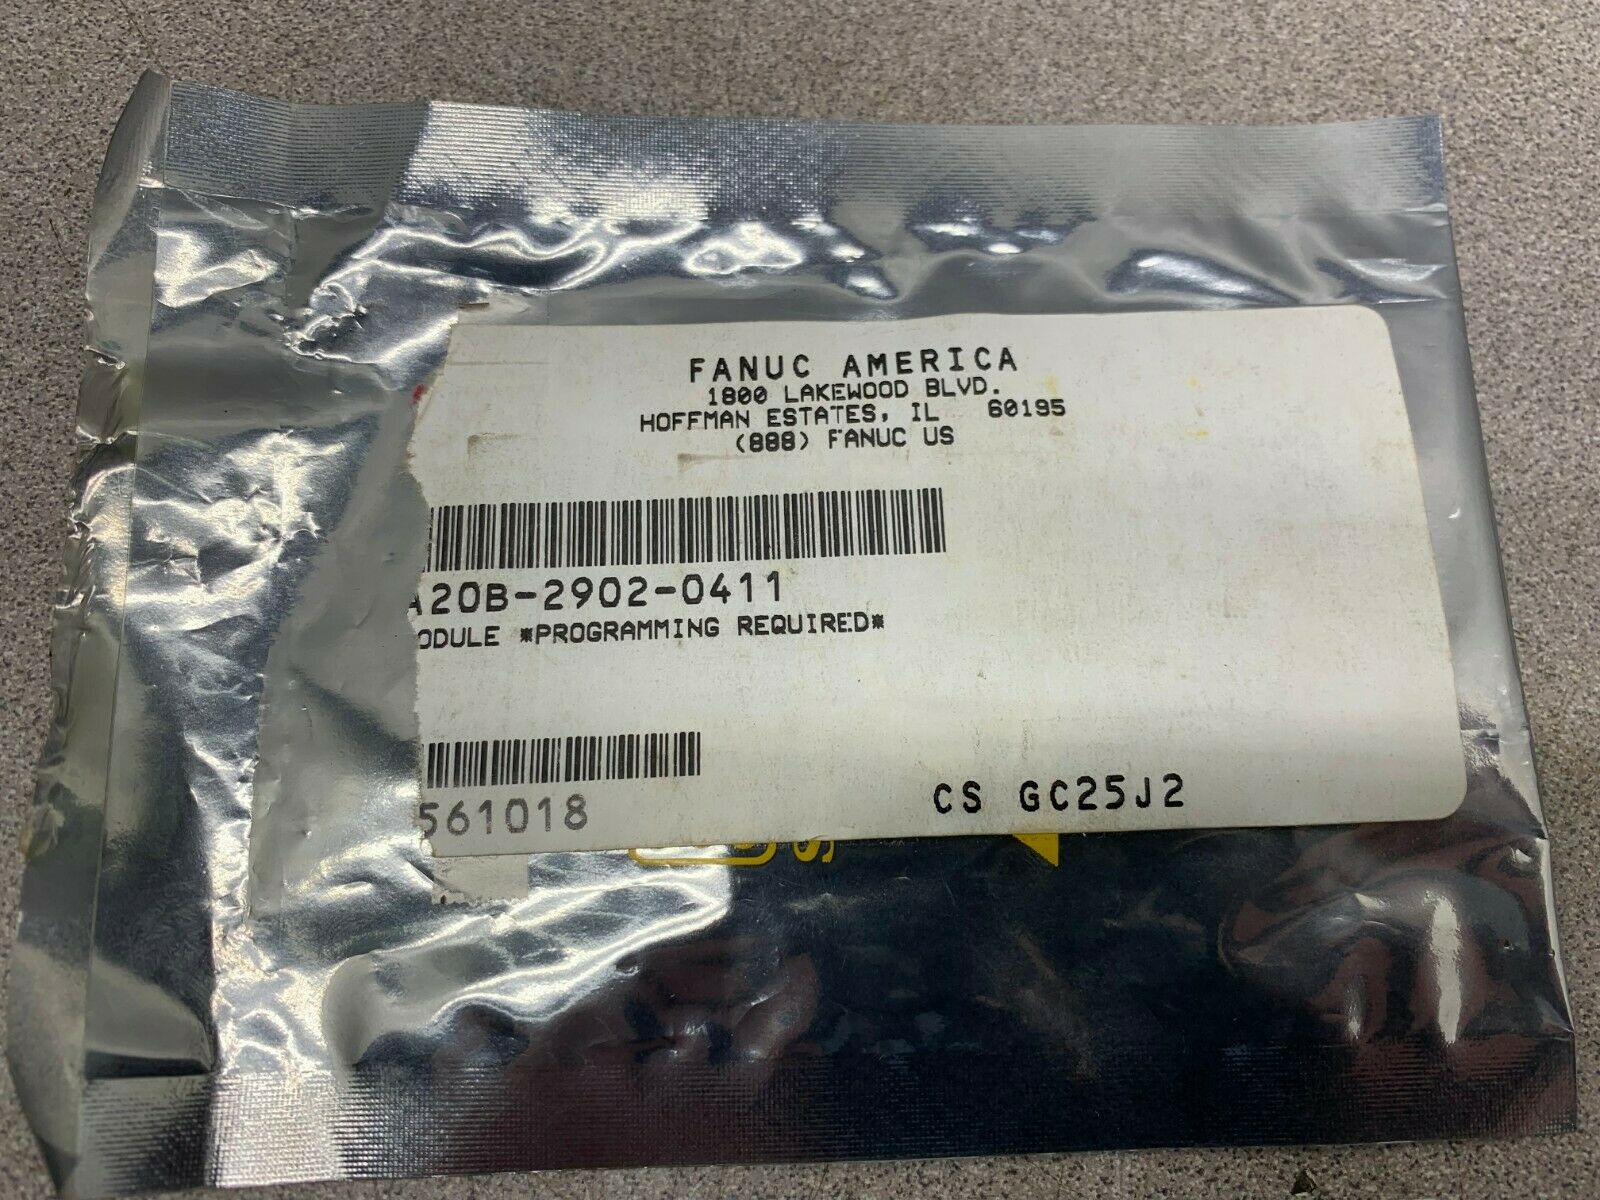 FANUC AMERICA
1800 LAKEWOOD BLVD.
HOFFMAN ESTATES, IL 60195
(888) FANUC US
A20B-2902-0411
ODULE *PROGRAMMING REQUIRED*
561018
CS GC25J2